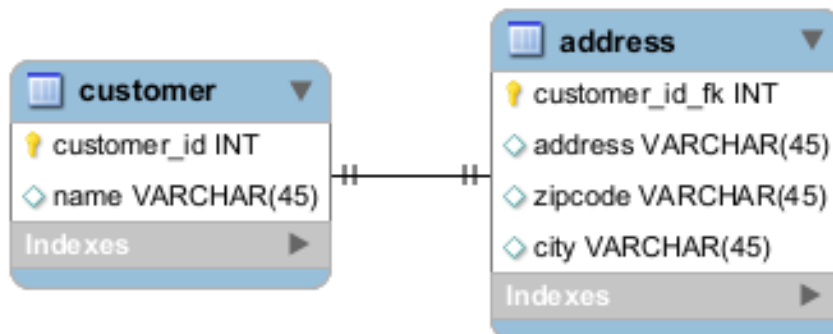 customer
customer_id INT
name VARCHAR(45)
Indexes
address
customer_id_fk INT
address VARCHAR(45)
zipcode VARCHAR(45)
city VARCHAR(45)
Indexes